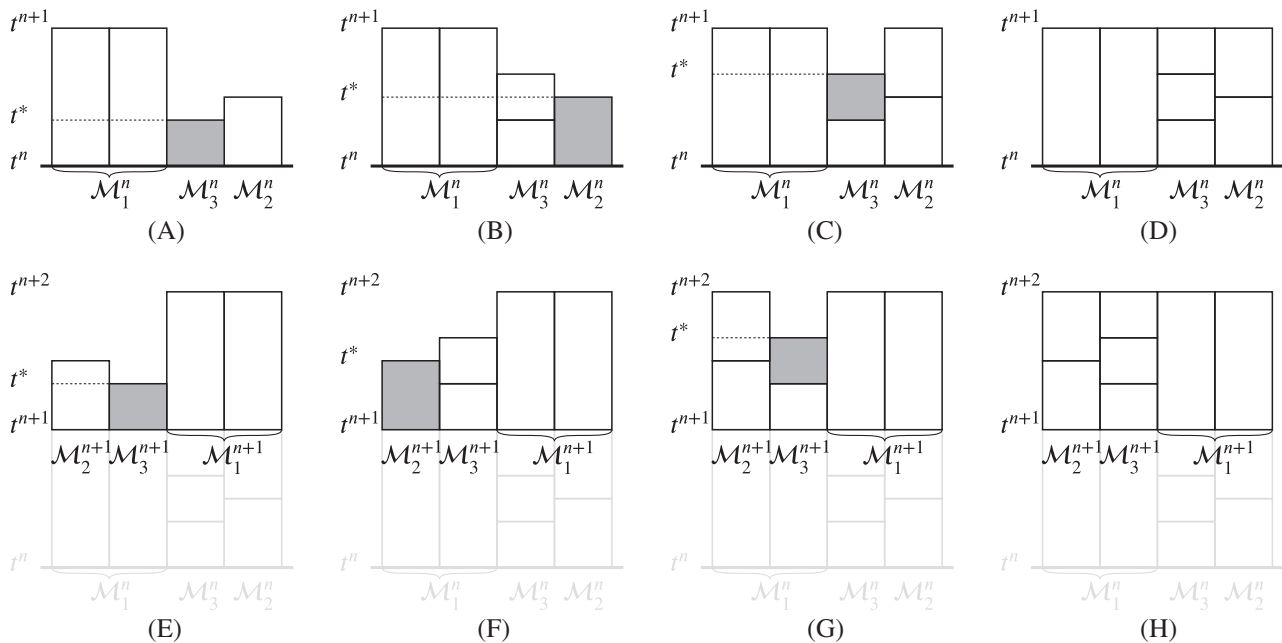 t^{n+1}
t^*
t^n
M_1^n M_3^n M_2^n
(A)
t^{n+1}
t^*
t^n
M_1^n M_3^n M_2^n
(B)
t^{n+1}
t^*
t^n
M_1^n M_3^n M_2^n
(C)
t^{n+1}
t^n
M_1^n M_3^n M_2^n
(D)
t^{n+2}
t^*
t^{n+1}
M_2^{n+1} M_3^{n+1} M_1^{n+1}
t^n
M_1^n M_3^n M_2^n
(E)
t^{n+2}
t^*
t^{n+1}
M_2^{n+1} M_3^{n+1} M_1^{n+1}
t^n
M_1^n M_3^n M_2^n
(F)
t^{n+2}
t^*
t^{n+1}
M_2^{n+1} M_3^{n+1} M_1^{n+1}
t^n
M_1^n M_3^n M_2^n
(G)
t^{n+2}
t^{n+1}
M_2^{n+1} M_3^{n+1} M_1^{n+1}
t^n
M_1^n M_3^n M_2^n
(H)